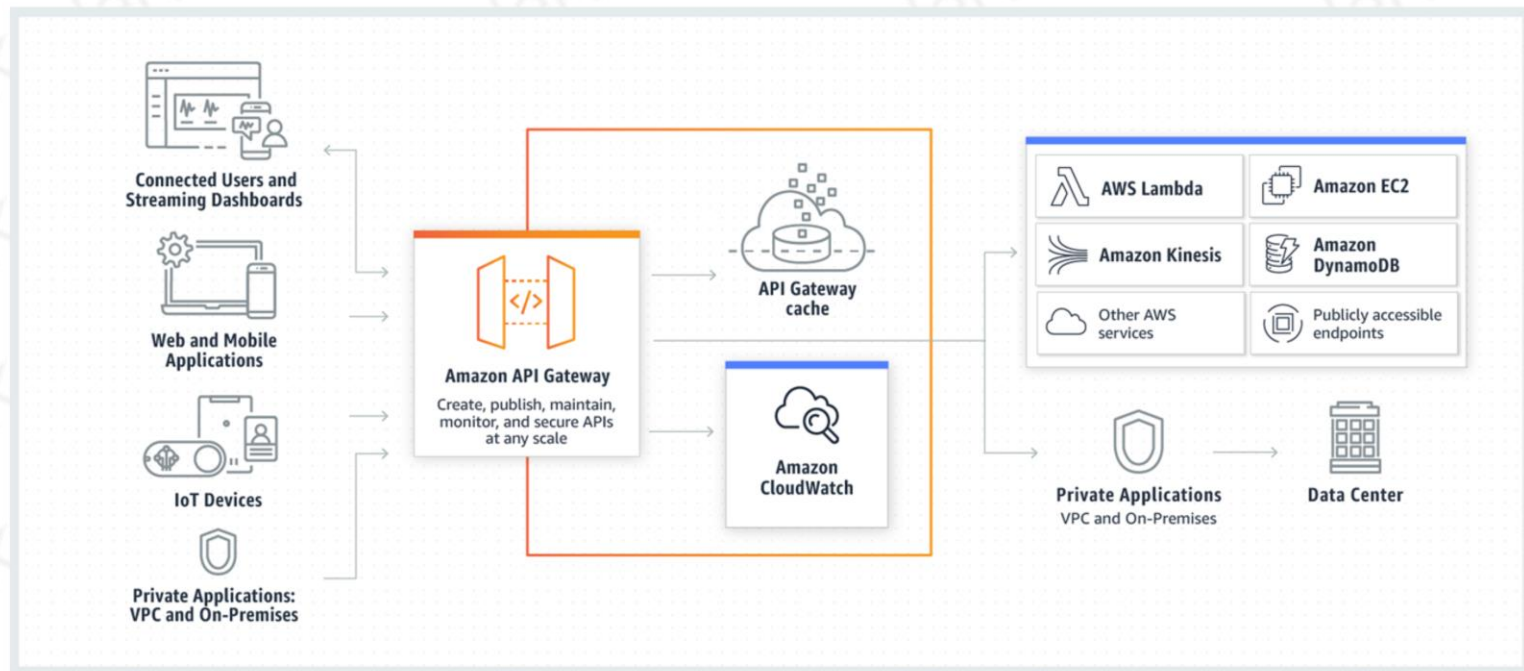 Connected Users and
Streaming Dashboards
Web and Mobile
Applications
IoT Devices
Private Applications:
VPC and On-Premises
</>
Amazon API Gateway
Create, publish, maintain,
monitor, and secure APIs
at any scale
API Gateway
cache
Amazon
CloudWatch
AWS Lambda
Amazon EC2
Amazon Kinesis
Amazon
DynamoDB
Other AWS
services
Publicly accessible
endpoints
Private Applications
VPC and On-Premises
Data Center